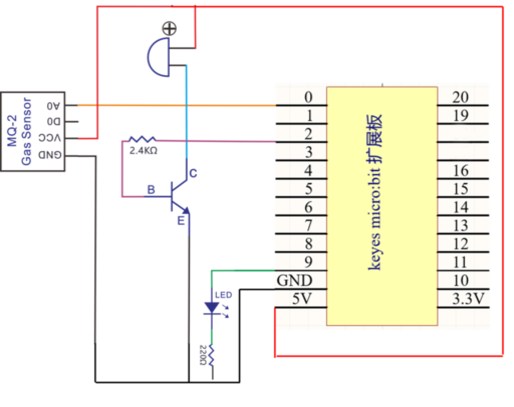 MQ-2
Gas Sensor
A0
D0
VCC
GND
2.4KΩ
B
C
E
LED
220Ω
keyes micro:bit 扩展板
0
1
2
3
4
5
6
7
8
9
GND
5V
20
19
16
15
14
13
12
11
10
3.3V